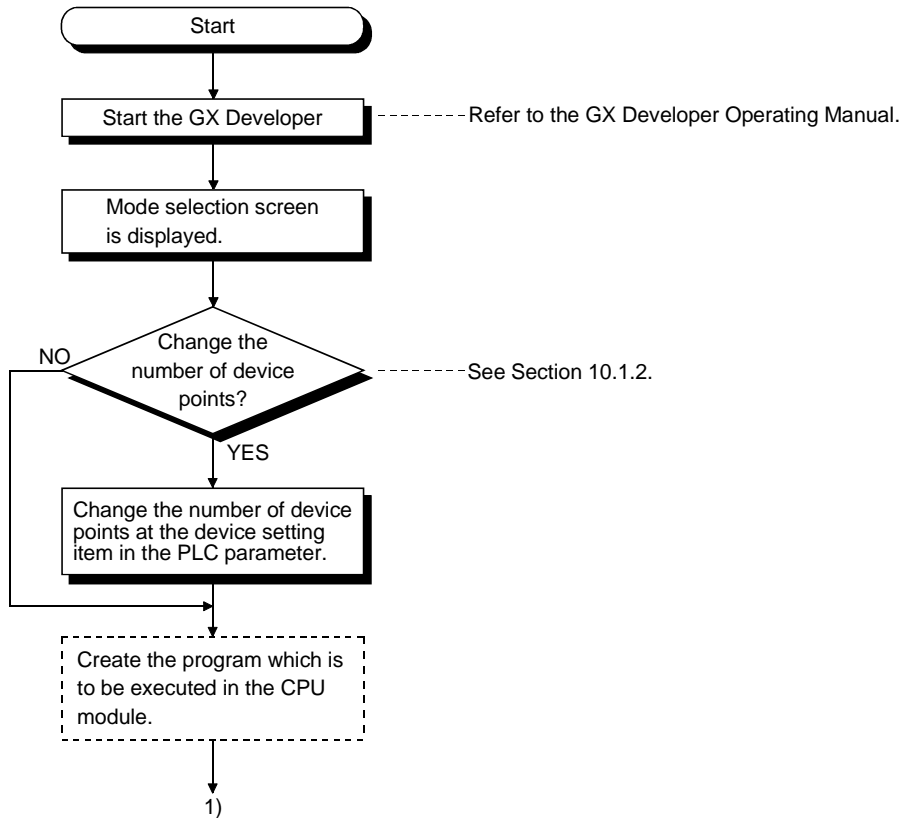 Start
Start the GX Developer
Refer to the GX Developer Operating Manual.
Mode selection screen
is displayed.
Change the
number of device
points?
NO
See Section 10.1.2.
YES
Change the number of device
points at the device setting
item in the PLC parameter.
Create the program which is
to be executed in the CPU
module.
1)